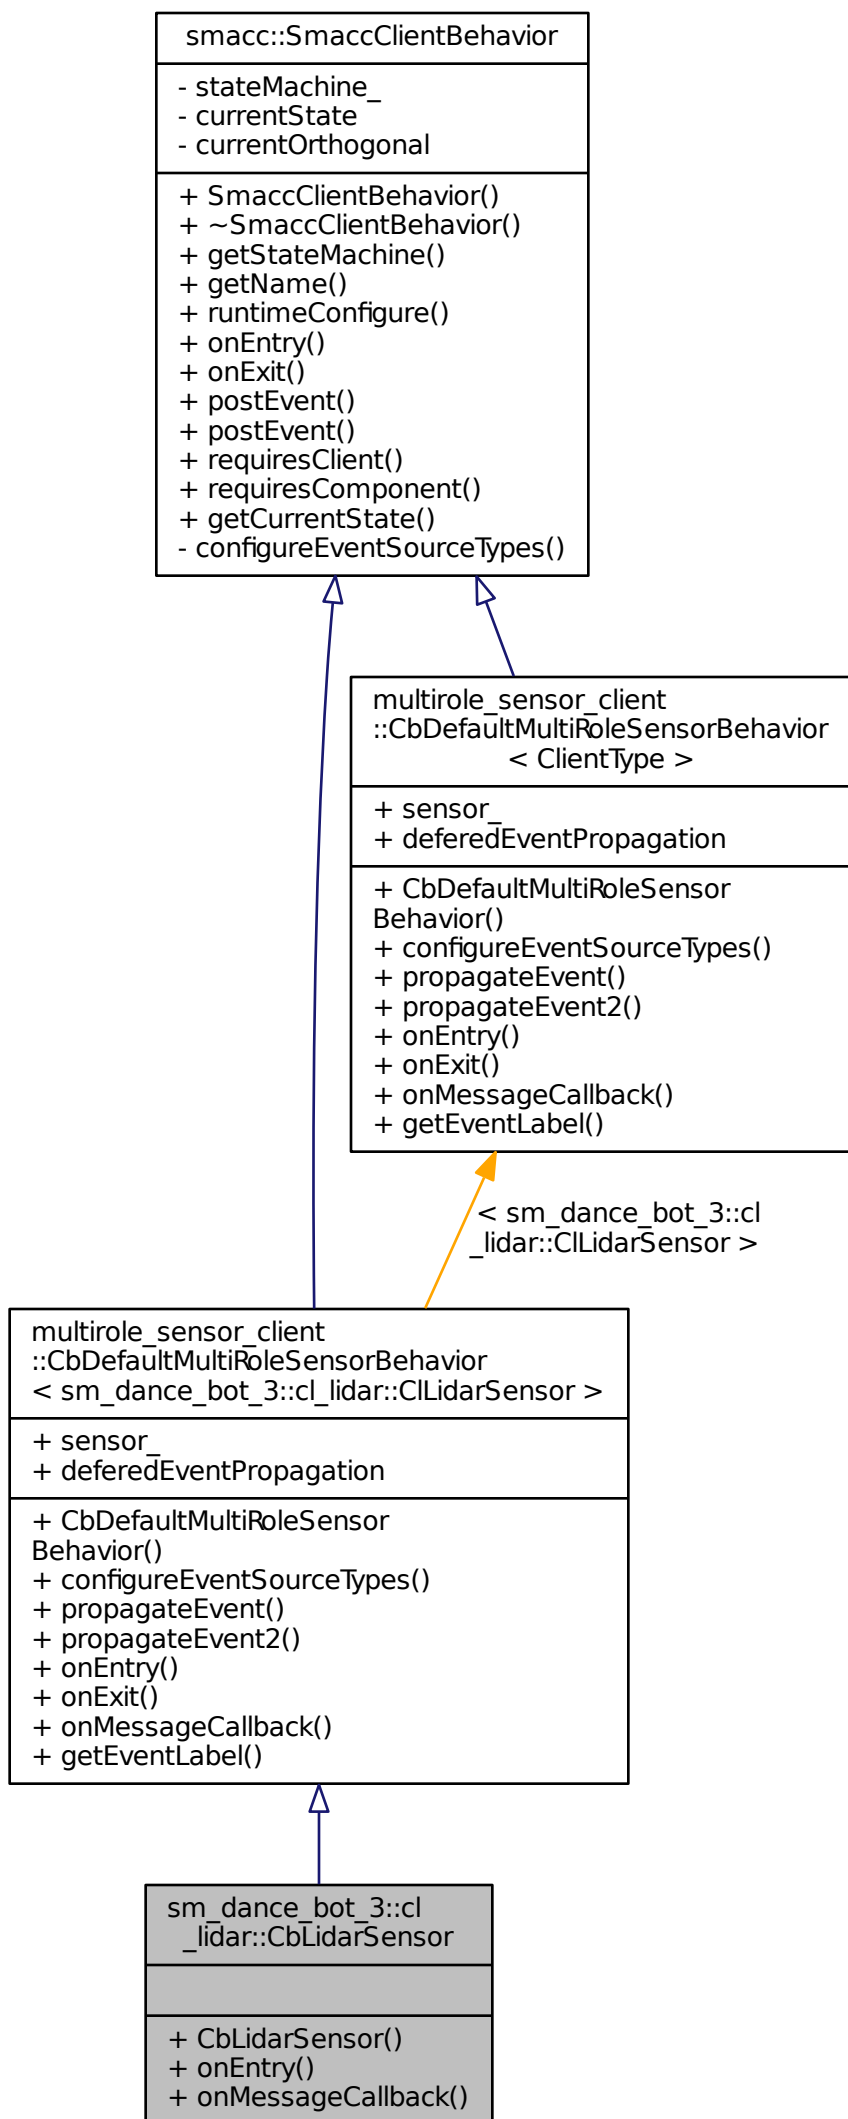 smacc::SmaccClientBehavior
- stateMachine_
- currentState
- currentOrthogonal
+ SmaccClientBehavior()
+ ~SmaccClientBehavior()
+ getStateMachine()
+ getName()
+ runtimeConfigure()
+ onEntry()
+ onExit()
+ postEvent()
+ postEvent()
+ requiresClient()
+ requiresComponent()
+ getCurrentState()
- configureEventSourceTypes()
multirole_sensor_client
::CbDefaultMultiRoleSensorBehavior
< ClientType >
+ sensor_
+ deferedEventPropagation
+ CbDefaultMultiRoleSensor
Behavior()
+ configureEventSourceTypes()
+ propagateEvent()
+ propagateEvent2()
+ onEntry()
+ onExit()
+ onMessageCallback()
+ getEventLabel()
< sm_dance_bot_3::cl
_lidar::ClLidarSensor >
multirole_sensor_client
::CbDefaultMultiRoleSensorBehavior
< sm_dance_bot_3::cl_lidar::ClLidarSensor >
+ sensor_
+ deferedEventPropagation
+ CbDefaultMultiRoleSensor
Behavior()
+ configureEventSourceTypes()
+ propagateEvent()
+ propagateEvent2()
+ onEntry()
+ onExit()
+ onMessageCallback()
+ getEventLabel()
sm_dance_bot_3::cl
_lidar::CbLidarSensor
+ CbLidarSensor()
+ onEntry()
+ onMessageCallback()